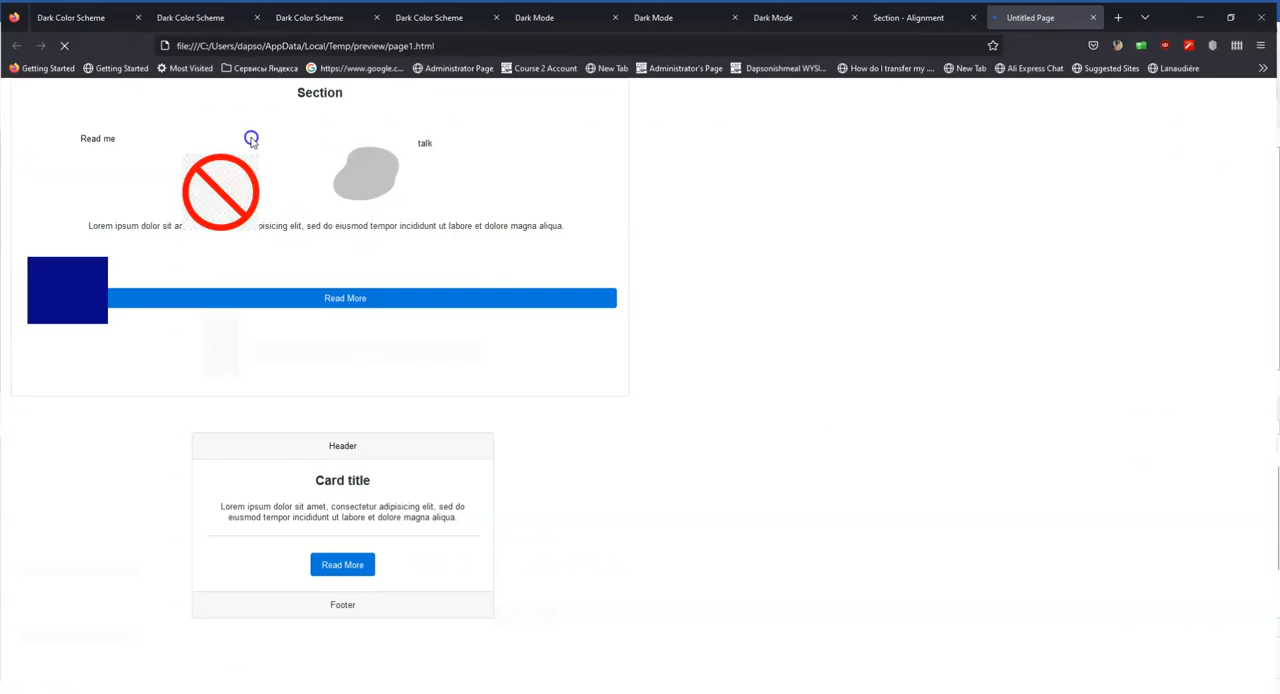 Dark Color Scheme
Dark Color Scheme
Dark Color Scheme
Dark Color Scheme
Dark Mode
Dark Mode
Dark Mode
Section - Alignment
Untitled Page
file:///C:/Users/dapso/AppData/Local/Temp/preview/page1.html
Getting Started
Getting Started
Most Visited
Сервисы Яндекса
https://www.google.c...
Administrator Page
Course 2 Account
New Tab
Administrator's Page
Dapsonishmeal WYSI...
How do I transfer my ,...
New Tab
Ali Express Chat
Suggested Sites
Lanaudiére
Section
Read me
talk
Lorem ipsum dolor sit ar
pisicing elit, sed do eiusmod tempor incididunt ut labore et dolore magna aliqua.
Read More
Header
Card title
Lorem ipsum dolor sit amet, consectetur adipisicing elit, sed do
eiusmod tempor incididunt ut labore et dolore magna aliqua.
Read More
Footer